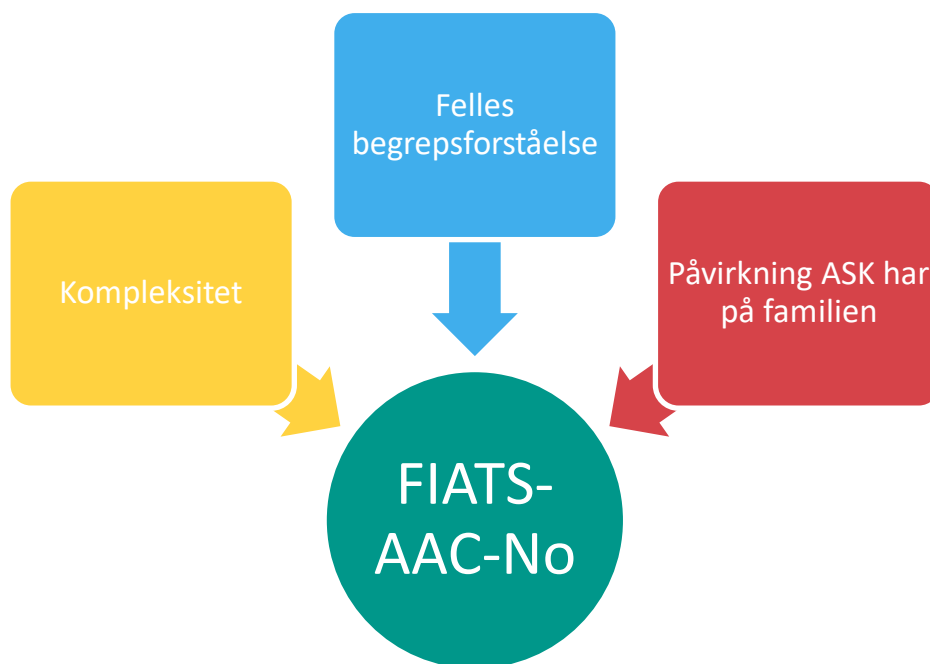 Felles
begrepsforståelse
Kompleksitet
Påvirkning ASK har
på familien
FIATS-
AAC-No